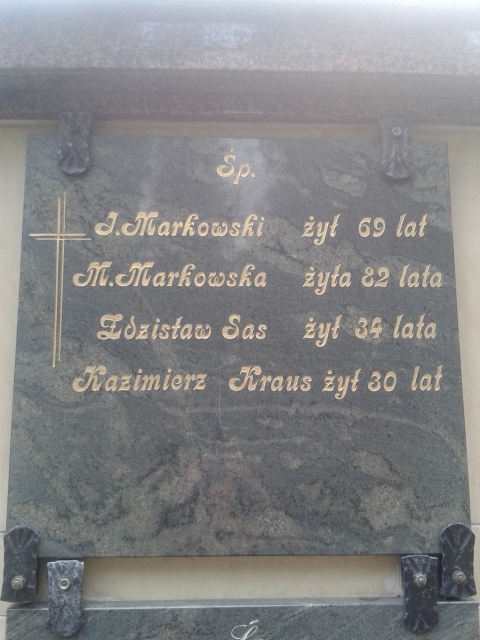 Śp.
J. Markowski żył 69 lat
M. Markowska żyła 82 lata
Zdzisław Sas żył 34 lata
Kazimierz Kraus żył 30 lat